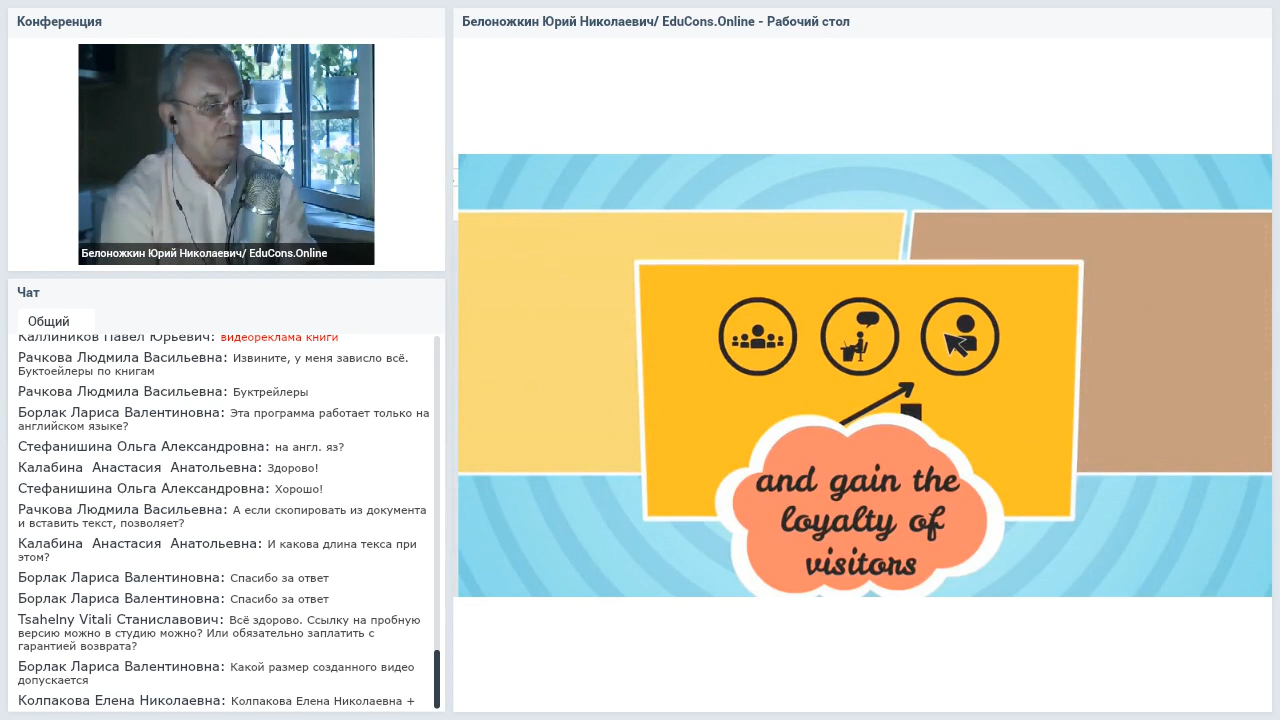 Конференция
Белоножкин Юрий Николаевич/ EduCons.Online
Чат
Общий
Каллиников Павел Юрьевич: видеореклама книги
Рачкова Людмила Васильевна: Извините, у меня зависло всё.
Буктоейлеры по книгам
Рачкова Людмила Васильевна: Буктрейлеры
Борлак Лариса Валентиновна: Эта программа работает только на
английском языке?
Стефанишина Ольга Александровна: на англ. яз?
Калабина Анастасия Анатольевна: Здорово!
Стефанишина Ольга Александровна: Хорошо!
Рачкова Людмила Васильевна: А если скопировать из документа
и вставить текст, позволяет?
Калабина Анастасия Анатольевна: И какова длина текса при
этом?
Борлак Лариса Валентиновна: Спасибо за ответ
Борлак Лариса Валентиновна: Спасибо за ответ
Tsahelny Vitali Станиславович: Всё здорово. Ссылку на пробную
версию можно в студию можно? Или обязательно заплатить с
гарантией возврата?
Борлак Лариса Валентиновна: Какой размер созданного видео
допускается
Колпакова Елена Николаевна: Колпакова Елена Николаевна +
Белоножкин Юрий Николаевич/ EduCons.Online - Рабочий стол
and gain the
loyalty of
visitors